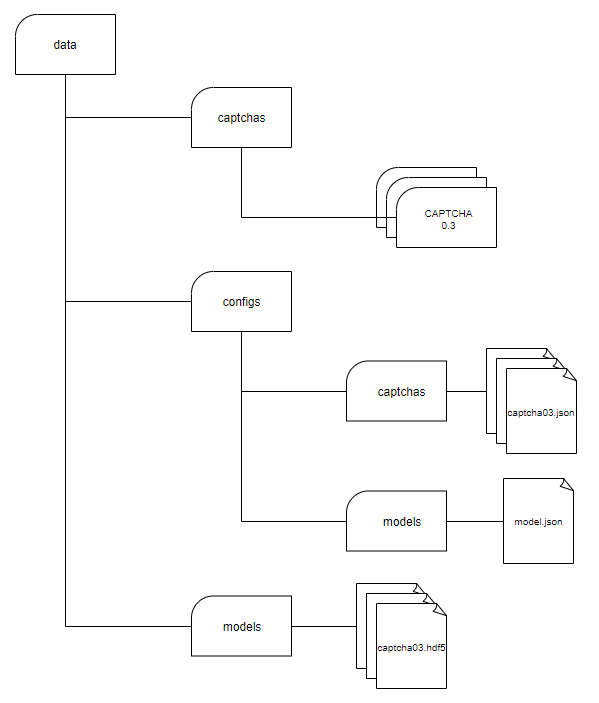 data
captchas
CAPTCHA
0.3
configs
captchas
captcha03.json
models
model.json
models
captcha03.hdf5